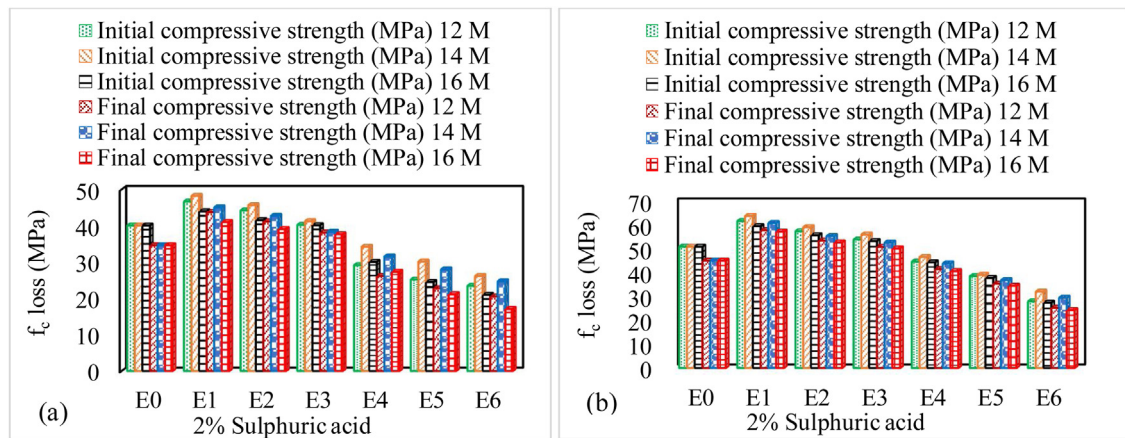 Initial compressive strength (MPa) 12 M
Initial compressive strength (MPa) 14 M
Initial compressive strength (MPa) 16 M
Final compressive strength (MPa) 12 M
Final compressive strength (MPa) 14 M
Final compressive strength (MPa) 16 M
50
40
30
20
10
0
f_c loss (MPa)
E0 E1 E2 E3 E4 E5 E6
(a)
2% Sulphuric acid
Initial compressive strength (MPa) 12 M
Initial compressive strength (MPa) 14 M
Initial compressive strength (MPa) 16 M
Final compressive strength (MPa) 12 M
Final compressive strength (MPa) 14 M
Final compressive strength (MPa) 16 M
70
60
50
40
30
20
10
0
f_c loss (MPa)
E0 E1 E2 E3 E4 E5 E6
(b)
2% Sulphuric acid